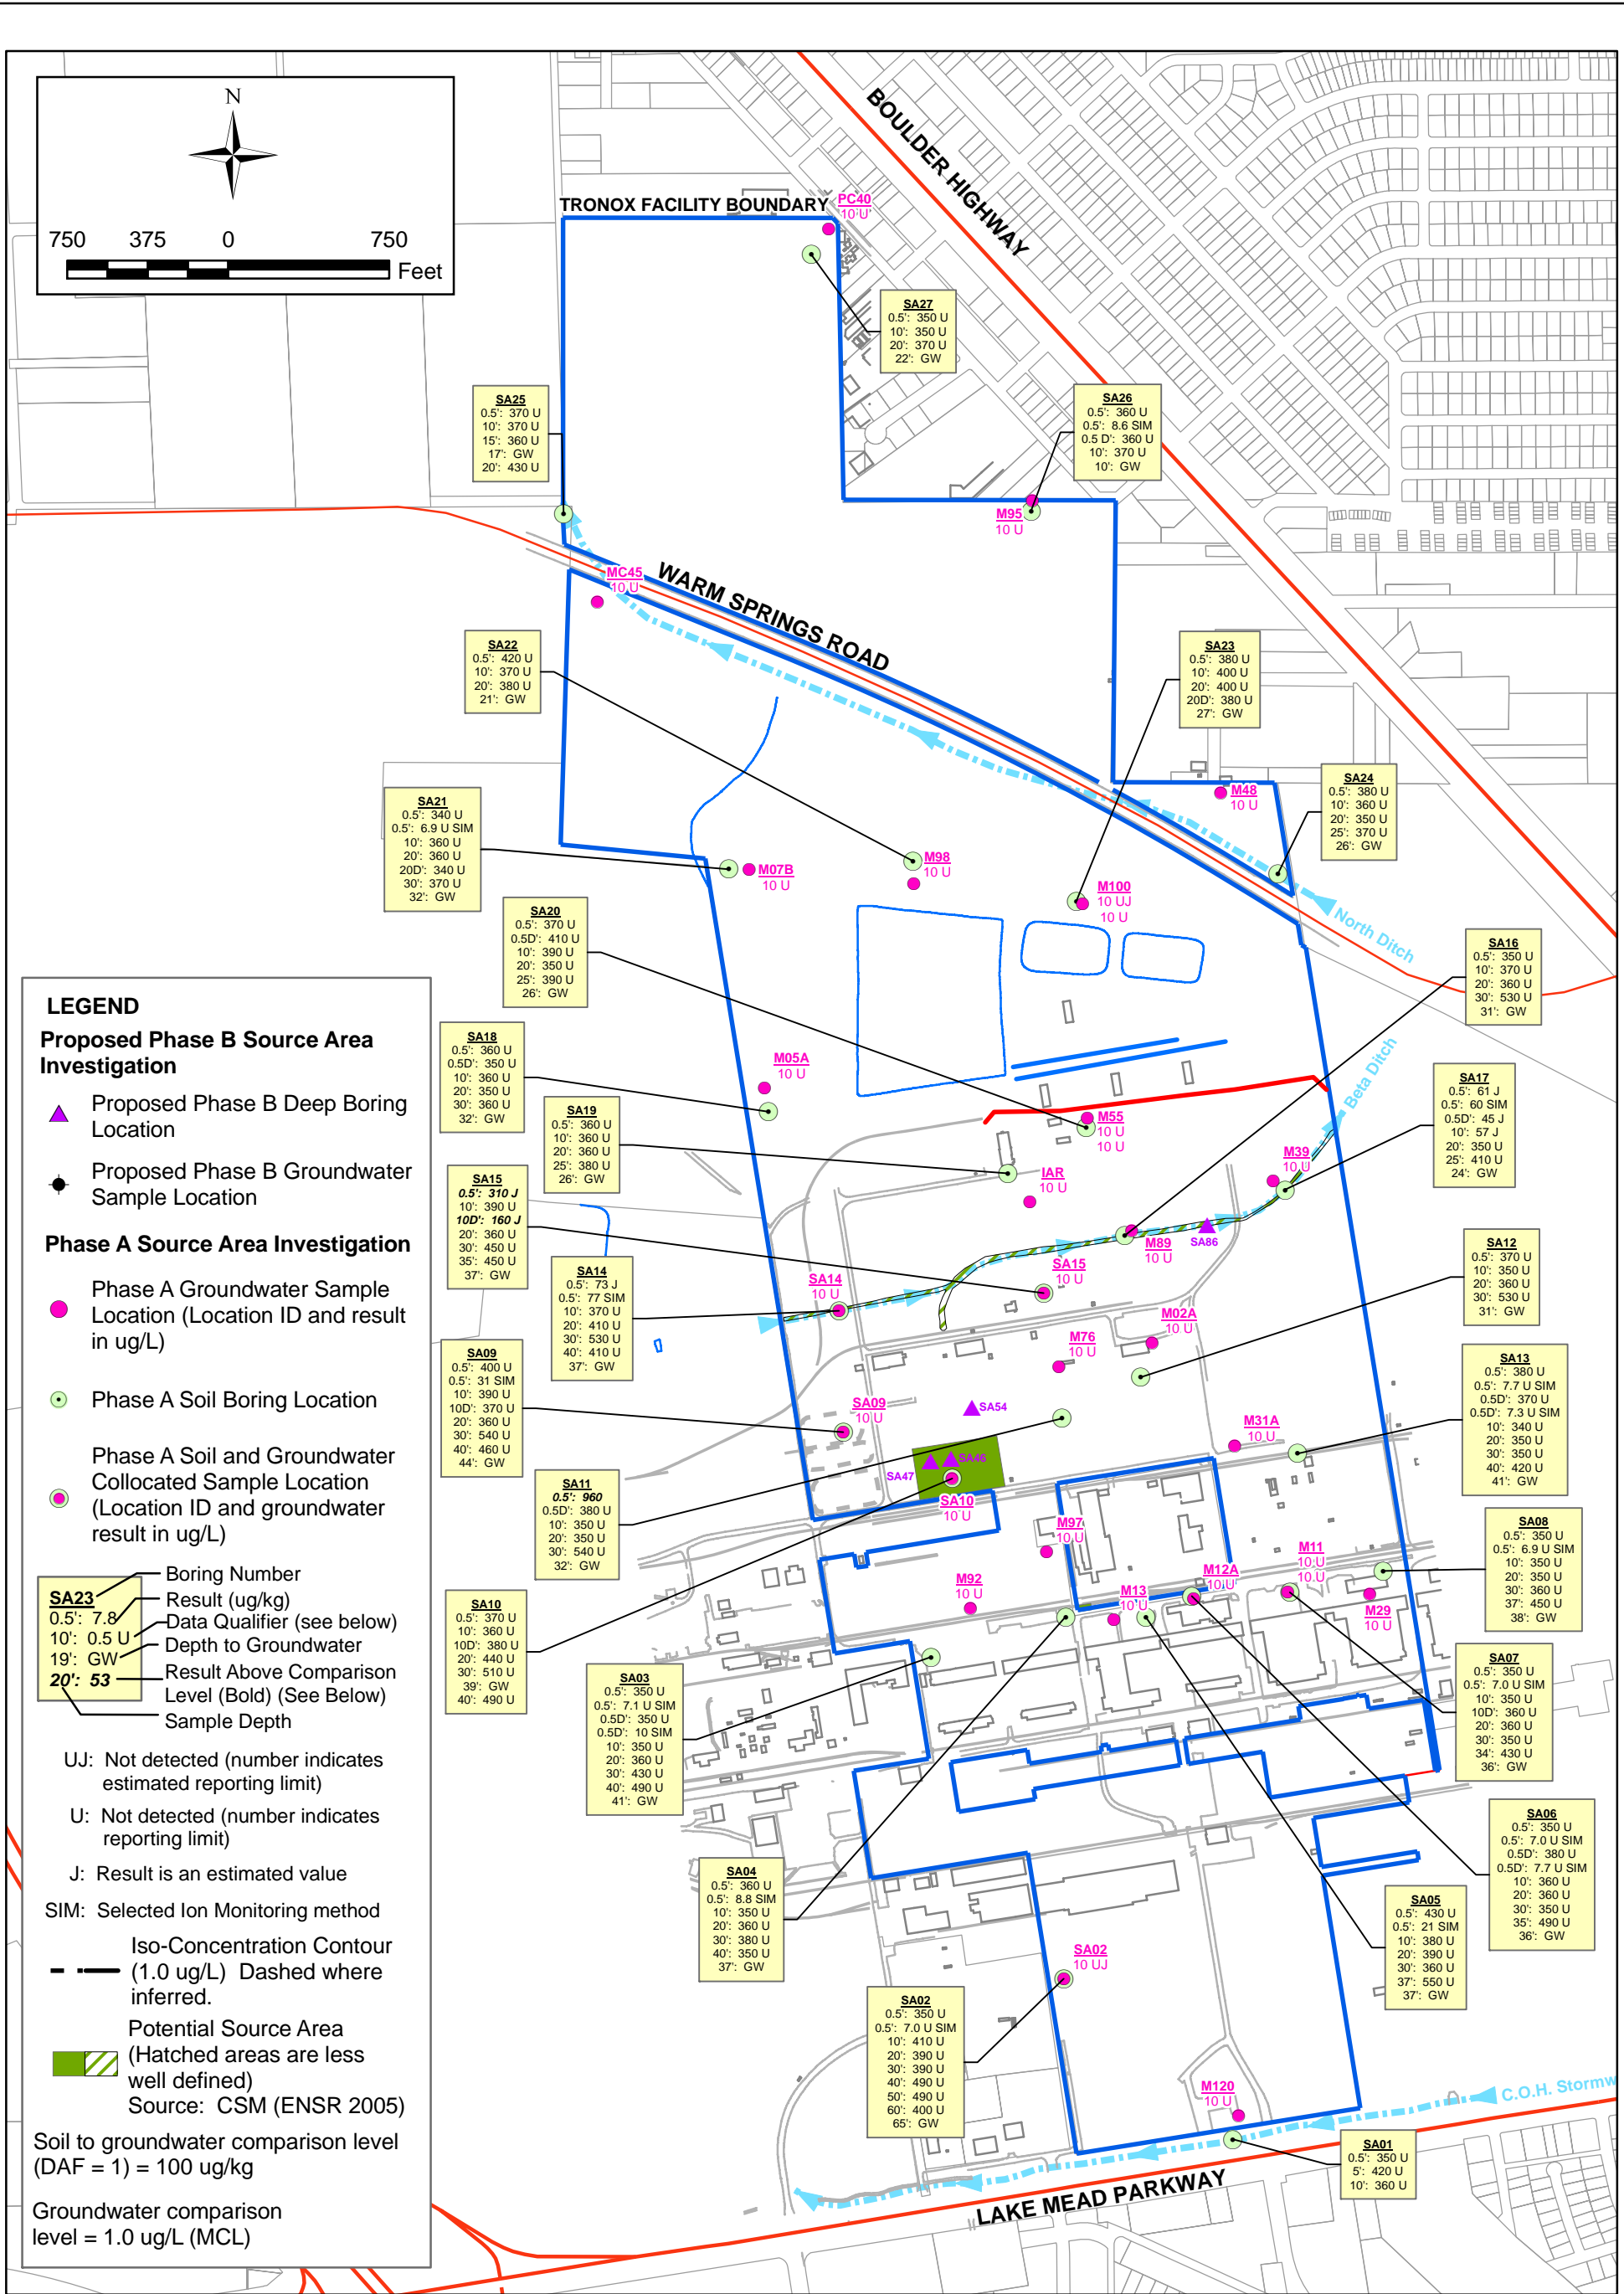 N
750 375 0 750
Feet
TRONOX FACILITY BOUNDARY
BOULDER HIGHWAY
PC40
10 U
SA27
0.5': 350 U
10': 350 U
20': 370 U
22': GW
SA25
0.5': 370 U
10': 370 U
15': 360 U
17': GW
20': 430 U
SA26
0.5': 360 U
0.5': 8.6 SIM
0.5 D': 360 U
10': 370 U
10': GW
M95
10 U
MC45
10 U
WARM SPRINGS ROAD
SA22
0.5': 420 U
10': 370 U
20': 380 U
21': GW
SA23
0.5': 380 U
10': 400 U
20': 400 U
20D': 380 U
27': GW
SA24
0.5': 380 U
10': 360 U
20': 350 U
25': 370 U
26': GW
M48
10 U
SA21
0.5': 340 U
0.5': 6.9 U SIM
10': 360 U
20': 360 U
20D': 340 U
30': 370 U
32': GW
M07B
10 U
M98
10 U
M100
10 UJ
10 U
North Ditch
SA20
0.5': 370 U
0.5D': 410 U
10': 390 U
20': 350 U
25': 390 U
26': GW
SA16
0.5': 350 U
10': 370 U
20': 360 U
30': 530 U
31': GW
SA18
0.5': 360 U
0.5D': 350 U
10': 360 U
20': 350 U
30': 360 U
32': GW
M05A
10 U
Beta Ditch
SA17
0.5': 61 J
0.5': 60 SIM
0.5D': 45 J
10': 57 J
20': 350 U
25': 410 U
24': GW
SA19
0.5': 360 U
10': 360 U
20': 360 U
25': 380 U
26': GW
M55
10 U
10 U
M39
10 U
IAR
10 U
SA15
0.5': 310 J
10': 390 U
10D': 160 J
20': 360 U
30': 450 U
35': 450 U
37': GW
M89
10 U
SA86
SA14
0.5': 73 J
0.5': 77 SIM
10': 370 U
20': 410 U
30': 530 U
40': 410 U
37': GW
SA14
10 U
SA15
10 U
SA12
0.5': 370 U
10': 350 U
20': 360 U
30': 530 U
31': GW
M02A
10 U
M76
10 U
SA09
0.5': 400 U
0.5': 31 SIM
10': 390 U
10D': 370 U
20': 360 U
30': 540 U
40': 460 U
44': GW
SA13
0.5': 380 U
0.5': 7.7 U SIM
0.5D': 370 U
0.5D': 7.3 U SIM
10': 340 U
20': 350 U
30': 350 U
40': 420 U
41': GW
SA09
10 U
SA54
M31A
10 U
SA47
SA46
SA10
10 U
SA11
0.5': 960
0.5D': 380 U
10': 350 U
20': 350 U
30': 540 U
32': GW
SA08
0.5': 350 U
0.5': 6.9 U SIM
10': 350 U
20': 350 U
30': 360 U
37': 450 U
38': GW
M97
10 U
M92
10 U
M13
10 U
M12A
10 U
M11
10 U
10 U
M29
10 U
SA10
0.5': 370 U
10': 360 U
10D': 380 U
20': 440 U
30': 510 U
39': GW
40': 490 U
SA03
0.5': 350 U
0.5': 7.1 U SIM
0.5D': 350 U
0.5D': 10 SIM
10': 350 U
20': 360 U
30': 430 U
40': 490 U
41': GW
SA07
0.5': 350 U
0.5': 7.0 U SIM
10': 350 U
10D': 360 U
20': 360 U
30': 350 U
34': 430 U
36': GW
SA06
0.5': 350 U
0.5': 7.0 U SIM
0.5D': 380 U
0.5D': 7.7 U SIM
10': 360 U
20': 360 U
30': 350 U
35': 490 U
36': GW
SA04
0.5': 360 U
0.5': 8.8 SIM
10': 350 U
20': 360 U
30': 380 U
40': 350 U
37': GW
SA05
0.5': 430 U
0.5': 21 SIM
10': 380 U
20': 390 U
30': 360 U
37': 550 U
37': GW
SA02
10 UJ
SA02
0.5': 350 U
0.5': 7.0 U SIM
10': 410 U
20': 390 U
30': 390 U
40': 490 U
50': 490 U
60': 400 U
65': GW
M120
10 U
C.O.H. Stormw
SA01
0.5': 350 U
5': 420 U
10': 360 U
LAKE MEAD PARKWAY
LEGEND
Proposed Phase B Source Area
Investigation
Proposed Phase B Deep Boring
Location
Proposed Phase B Groundwater
Sample Location
Phase A Source Area Investigation
Phase A Groundwater Sample
Location (Location ID and result
in ug/L)
Phase A Soil Boring Location
Phase A Soil and Groundwater
Collocated Sample Location
(Location ID and groundwater
result in ug/L)
SA23
0.5': 7.8
10': 0.5 U
19': GW
20': 53
Boring Number
Result (ug/kg)
Data Qualifier (see below)
Depth to Groundwater
Result Above Comparison
Level (Bold) (See Below)
Sample Depth
UJ: Not detected (number indicates
estimated reporting limit)
U: Not detected (number indicates
reporting limit)
J: Result is an estimated value
SIM: Selected Ion Monitoring method
Iso-Concentration Contour
(1.0 ug/L) Dashed where
inferred.
Potential Source Area
(Hatched areas are less
well defined)
Source: CSM (ENSR 2005)
Soil to groundwater comparison level
(DAF = 1) = 100 ug/kg
Groundwater comparison
level = 1.0 ug/L (MCL)